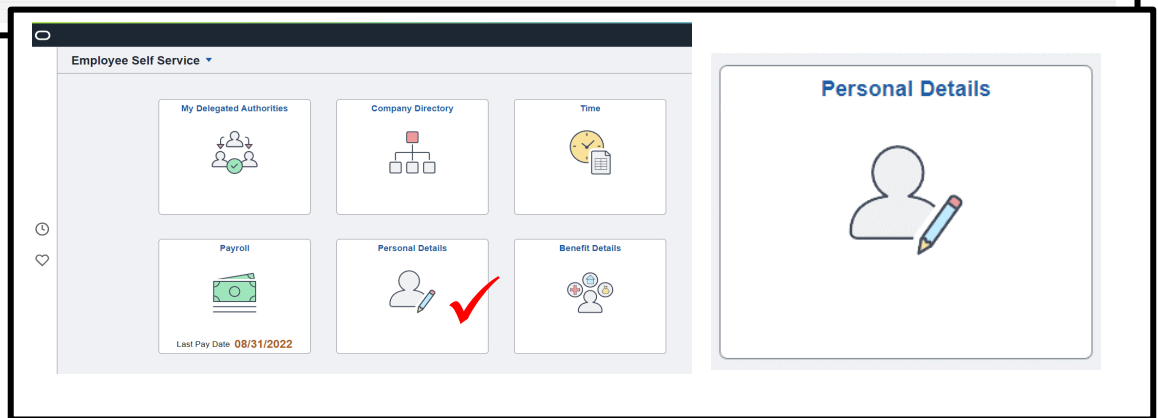 Employee Self Service
My Delegated Authorities
Company Directory
Time
Payroll
Last Pay Date 08/31/2022
Personal Details
Benefit Details
Personal Details